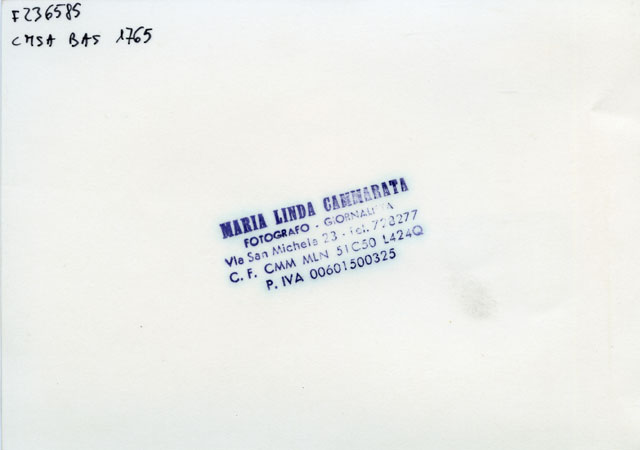 F236585
CMSA BAS 1765
MARIA LINDA CAMMARATA
FOTOGRAFO - GIORNALISTA
Via San Michele 23 - Tel. 728277
C. F. CMM MLN 51C50 L424Q
P. IVA 00601500325